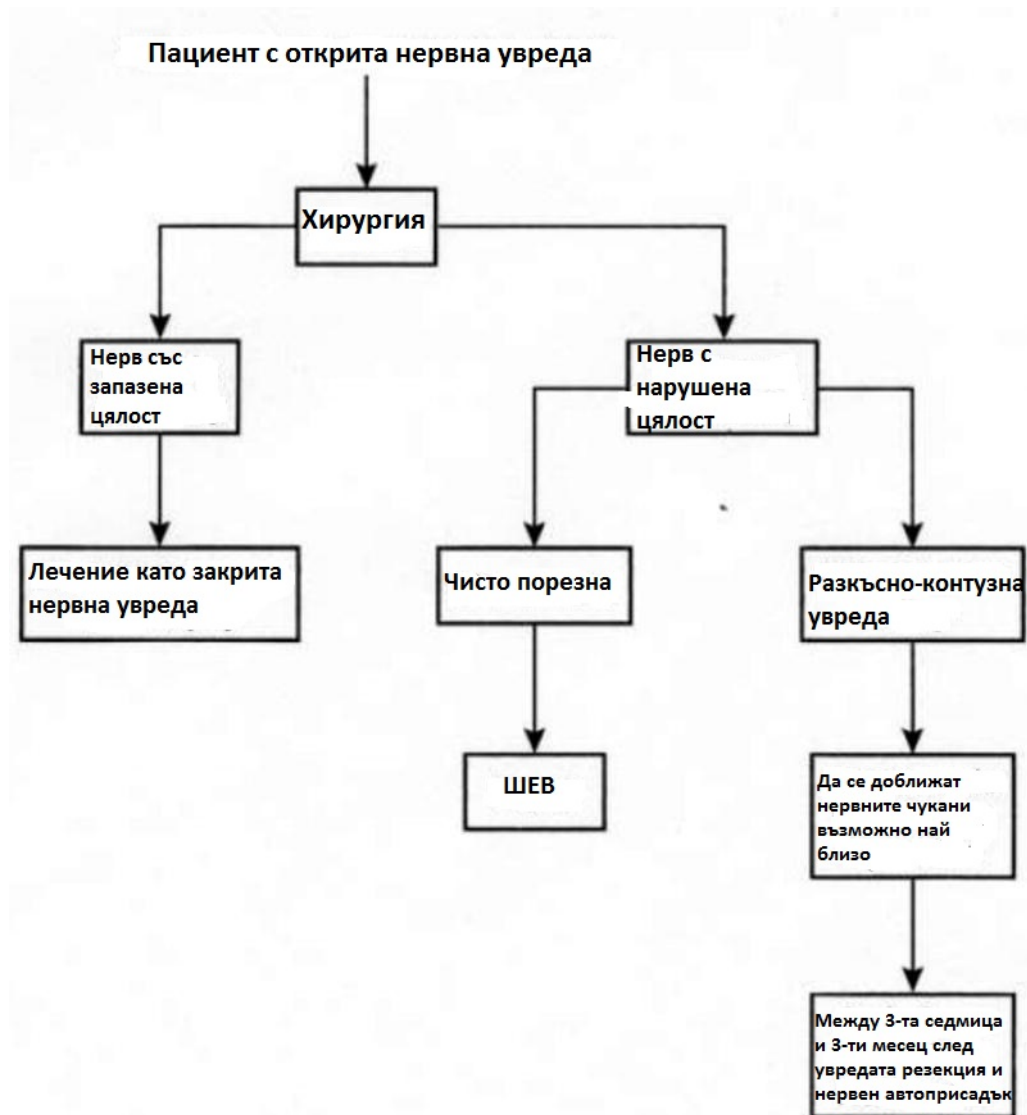 Пациент с открита нервна увреда
Хирургия
Нерв със
запазена
цялост
Нерв с
нарушена
цялост
Лечение като закрита
нервна увреда
Чисто порезна
Разкъсно-контузна
увреда
ШЕВ
Да се доближат
нервните чукани
възможно най
близо
Между 3-та седмица
и 3-ти месец след
увредата резекция и
нервен автоприсадък